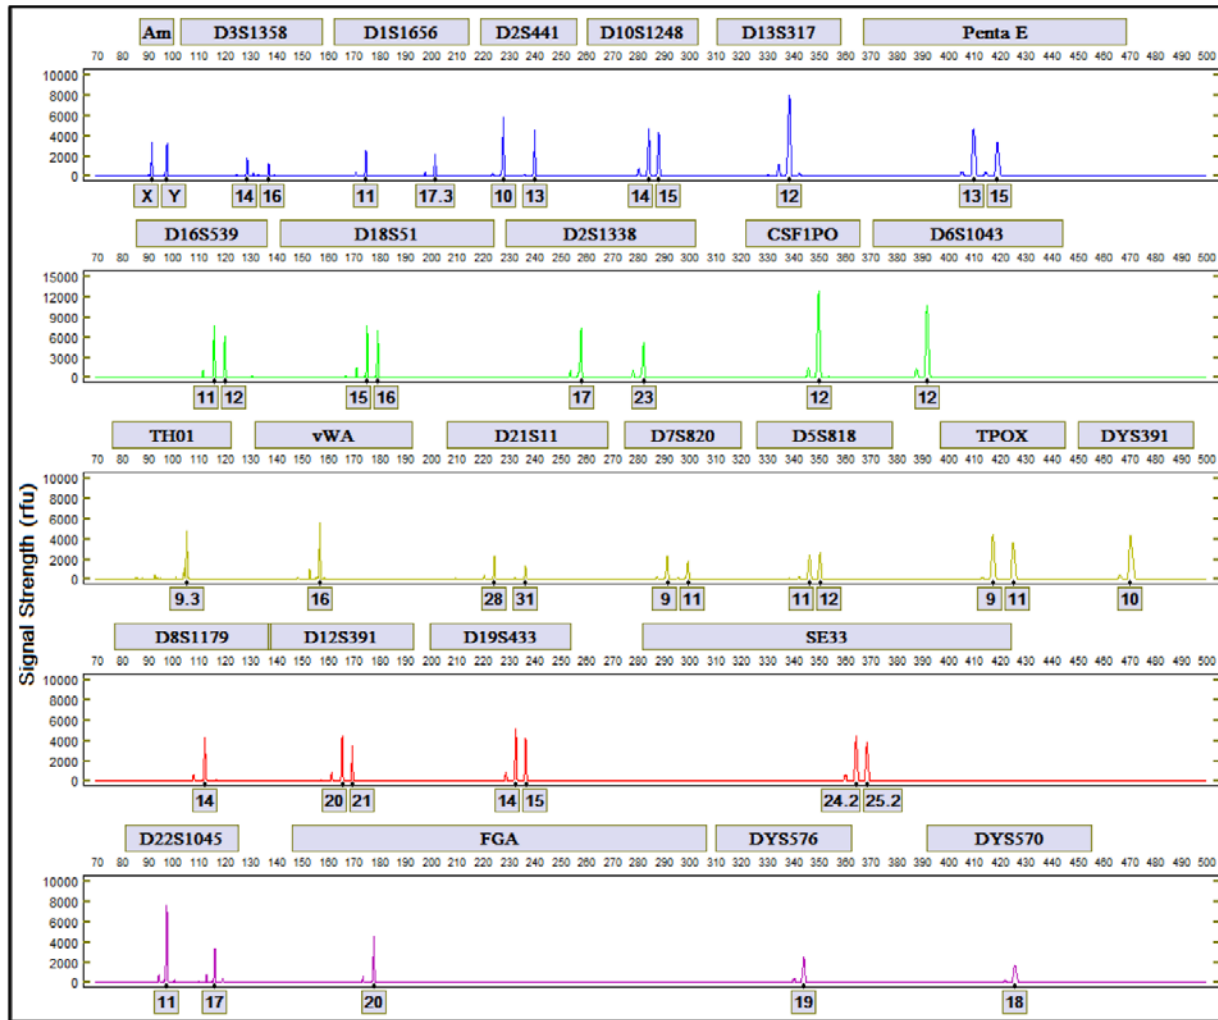 Signal Strength (rfu)
Am D3S1358 D1S1656 D2S441 D10S1248 D13S317 Penta E
70 80 90 100 110 120 130 140 150 160 170 180 190 200 210 220 230 240 250 260 270 280 290 300 310 320 330 340 350 360 370 380 390 400 410 420 430 440 450 460 470 480 490 500
10000
8000
6000
4000
2000
0
X Y 14 16 11 17.3 10 13 14 15 12 13 15
D16S539 D18S51 D2S1338 CSF1PO D6S1043
70 80 90 100 110 120 130 140 150 160 170 180 190 200 210 220 230 240 250 260 270 280 290 300 310 320 330 340 350 360 370 380 390 400 410 420 430 440 450 460 470 480 490 500
15000
12000
9000
6000
3000
0
11 12 15 16 17 23 12 12
TH01 vWA D21S11 D7S820 D5S818 TPOX DYS391
70 80 90 100 110 120 130 140 150 160 170 180 190 200 210 220 230 240 250 260 270 280 290 300 310 320 330 340 350 360 370 380 390 400 410 420 430 440 450 460 470 480 490 500
10000
8000
6000
4000
2000
0
9.3 16 28 31 9 11 11 12 9 11 10
D8S1179 D12S391 D19S433 SE33
70 80 90 100 110 120 130 140 150 160 170 180 190 200 210 220 230 240 250 260 270 280 290 300 310 320 330 340 350 360 370 380 390 400 410 420 430 440 450 460 470 480 490 500
10000
8000
6000
4000
2000
0
14 20 21 14 15 24.2 25.2
D22S1045 FGA DYS576 DYS570
70 80 90 100 110 120 130 140 150 160 170 180 190 200 210 220 230 240 250 260 270 280 290 300 310 320 330 340 350 360 370 380 390 400 410 420 430 440 450 460 470 480 490 500
10000
8000
6000
4000
2000
0
11 17 20 19 18